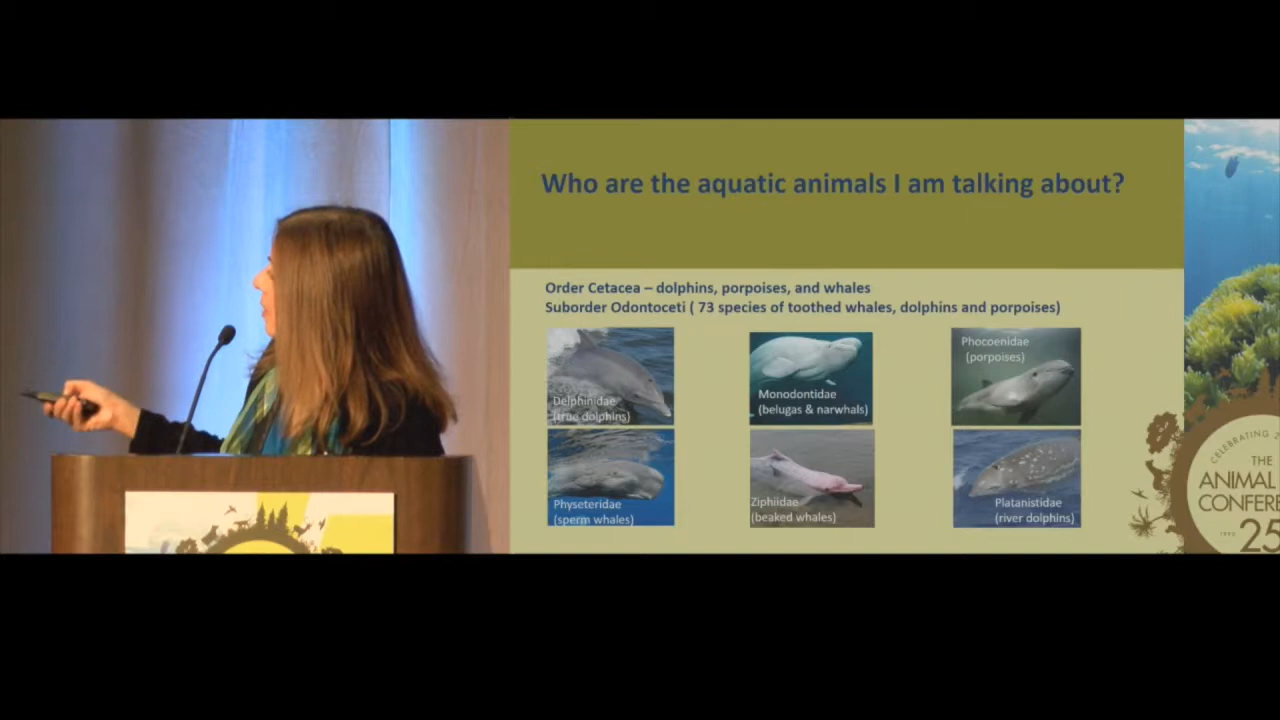 Who are the aquatic animals I am talking about?
Order Cetacea – dolphins, porpoises, and whales
Suborder Odontoceti ( 73 species of toothed whales, dolphins and porpoises)
Delphinidae
(true dolphins)
Monodontidae
(belugas & narwhals)
Phocoenidae
(porpoises)
Physeteridae
(sperm whales)
Ziphiidae
(beaked whales)
Platanistidae
(river dolphins)
CELEBRATING
THE
ANIMAL
CONFERE
25